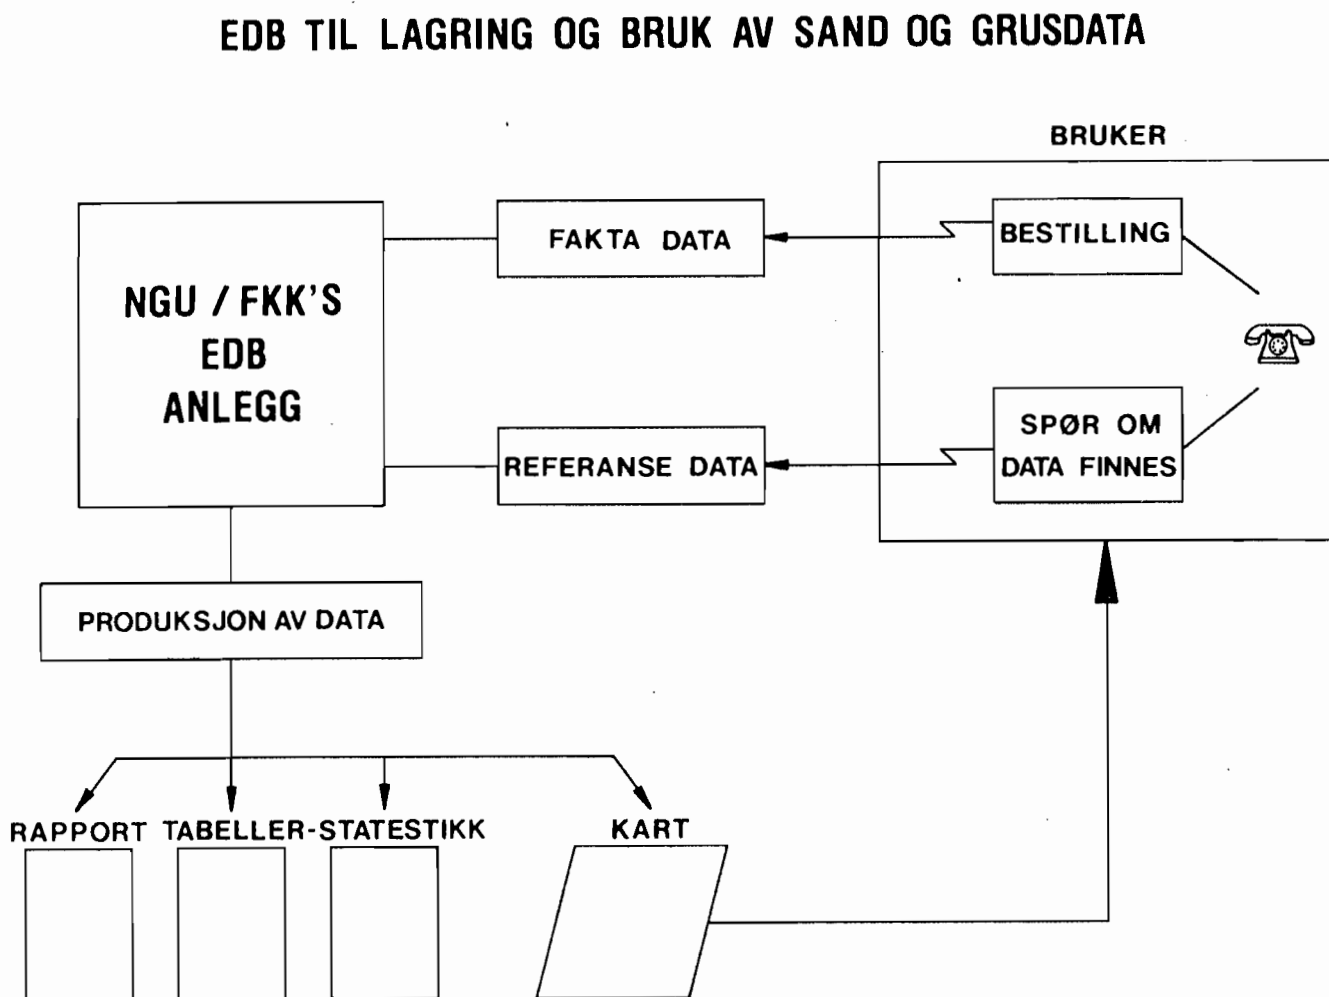 EDB TIL LAGRING OG BRUK AV SAND OG GRUSDATA
BRUKER
NGU / FKK'S
EDB
ANLEGG
FAKTA DATA
BESTILLING
REFERANSE DATA
SPØR OM
DATA FINNES
PRODUKSJON AV DATA
RAPPORT TABELLER-STATESTIKK KART